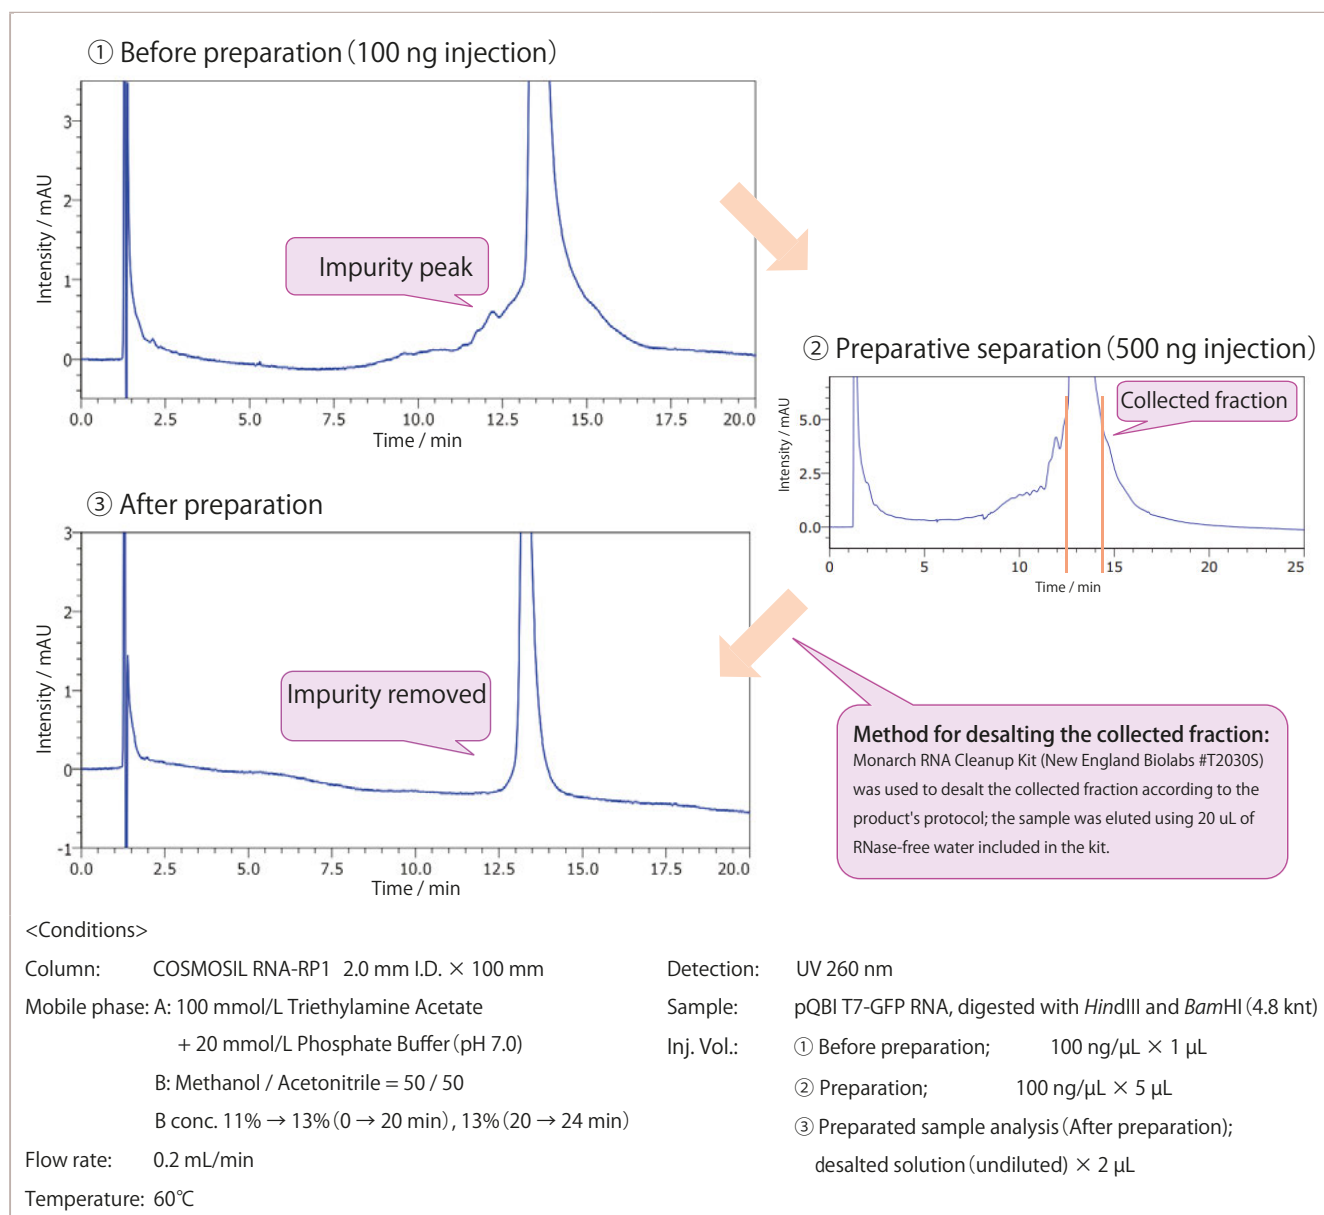 ① Before preparation (100 ng injection)
Intensity / mAU
3
2
1
0
Impurity peak
0.0 2.5 5.0 7.5 10.0 12.5 15.0 17.5 20.0
Time / min
② Preparative separation (500 ng injection)
Intensity / mAU
5.0
2.5
0.0
Collected fraction
0 5 10 15 20 25
Time / min
③ After preparation
Intensity / mAU
3
2
1
0
-1
Impurity removed
0.0 2.5 5.0 7.5 10.0 12.5 15.0 17.5 20.0
Time / min
Method for desalting the collected fraction:
Monarch RNA Cleanup Kit (New England Biolabs #T2030S)
was used to desalt the collected fraction according to the
product's protocol; the sample was eluted using 20 uL of
RNase-free water included in the kit.
<Conditions>
Column: COSMOSIL RNA-RP1 2.0 mm I.D. × 100 mm
Mobile phase: A: 100 mmol/L Triethylamine Acetate
+ 20 mmol/L Phosphate Buffer (pH 7.0)
B: Methanol / Acetonitrile = 50 / 50
B conc. 11% → 13% (0 → 20 min) , 13% (20 → 24 min)
Flow rate: 0.2 mL/min
Temperature: 60℃
Detection: UV 260 nm
Sample: pQBI T7-GFP RNA, digested with HindIII and BamHI (4.8 knt)
Inj. Vol.: ① Before preparation; 100 ng/µL × 1 µL
② Preparation; 100 ng/µL × 5 µL
③ Preparated sample analysis (After preparation);
desalted solution (undiluted) × 2 µL